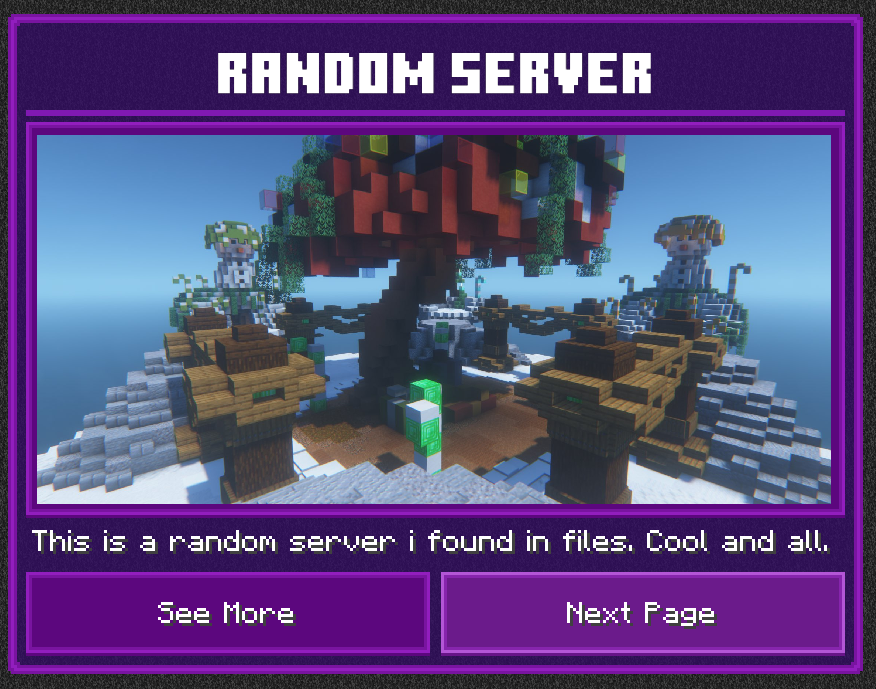 RANDOM SERVER
This is a random server i found in files. Cool and all.
See More
Next Page